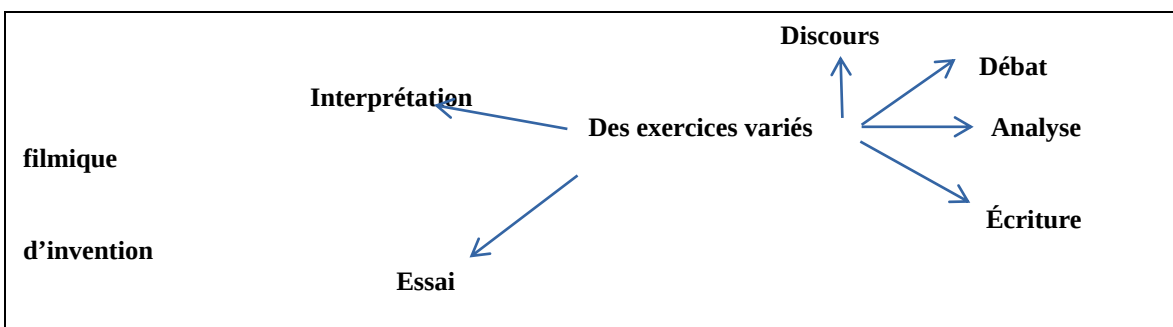 Discours
Débat
Interprétation
Des exercices variés
Analyse
filmique
Écriture
d’invention
Essai